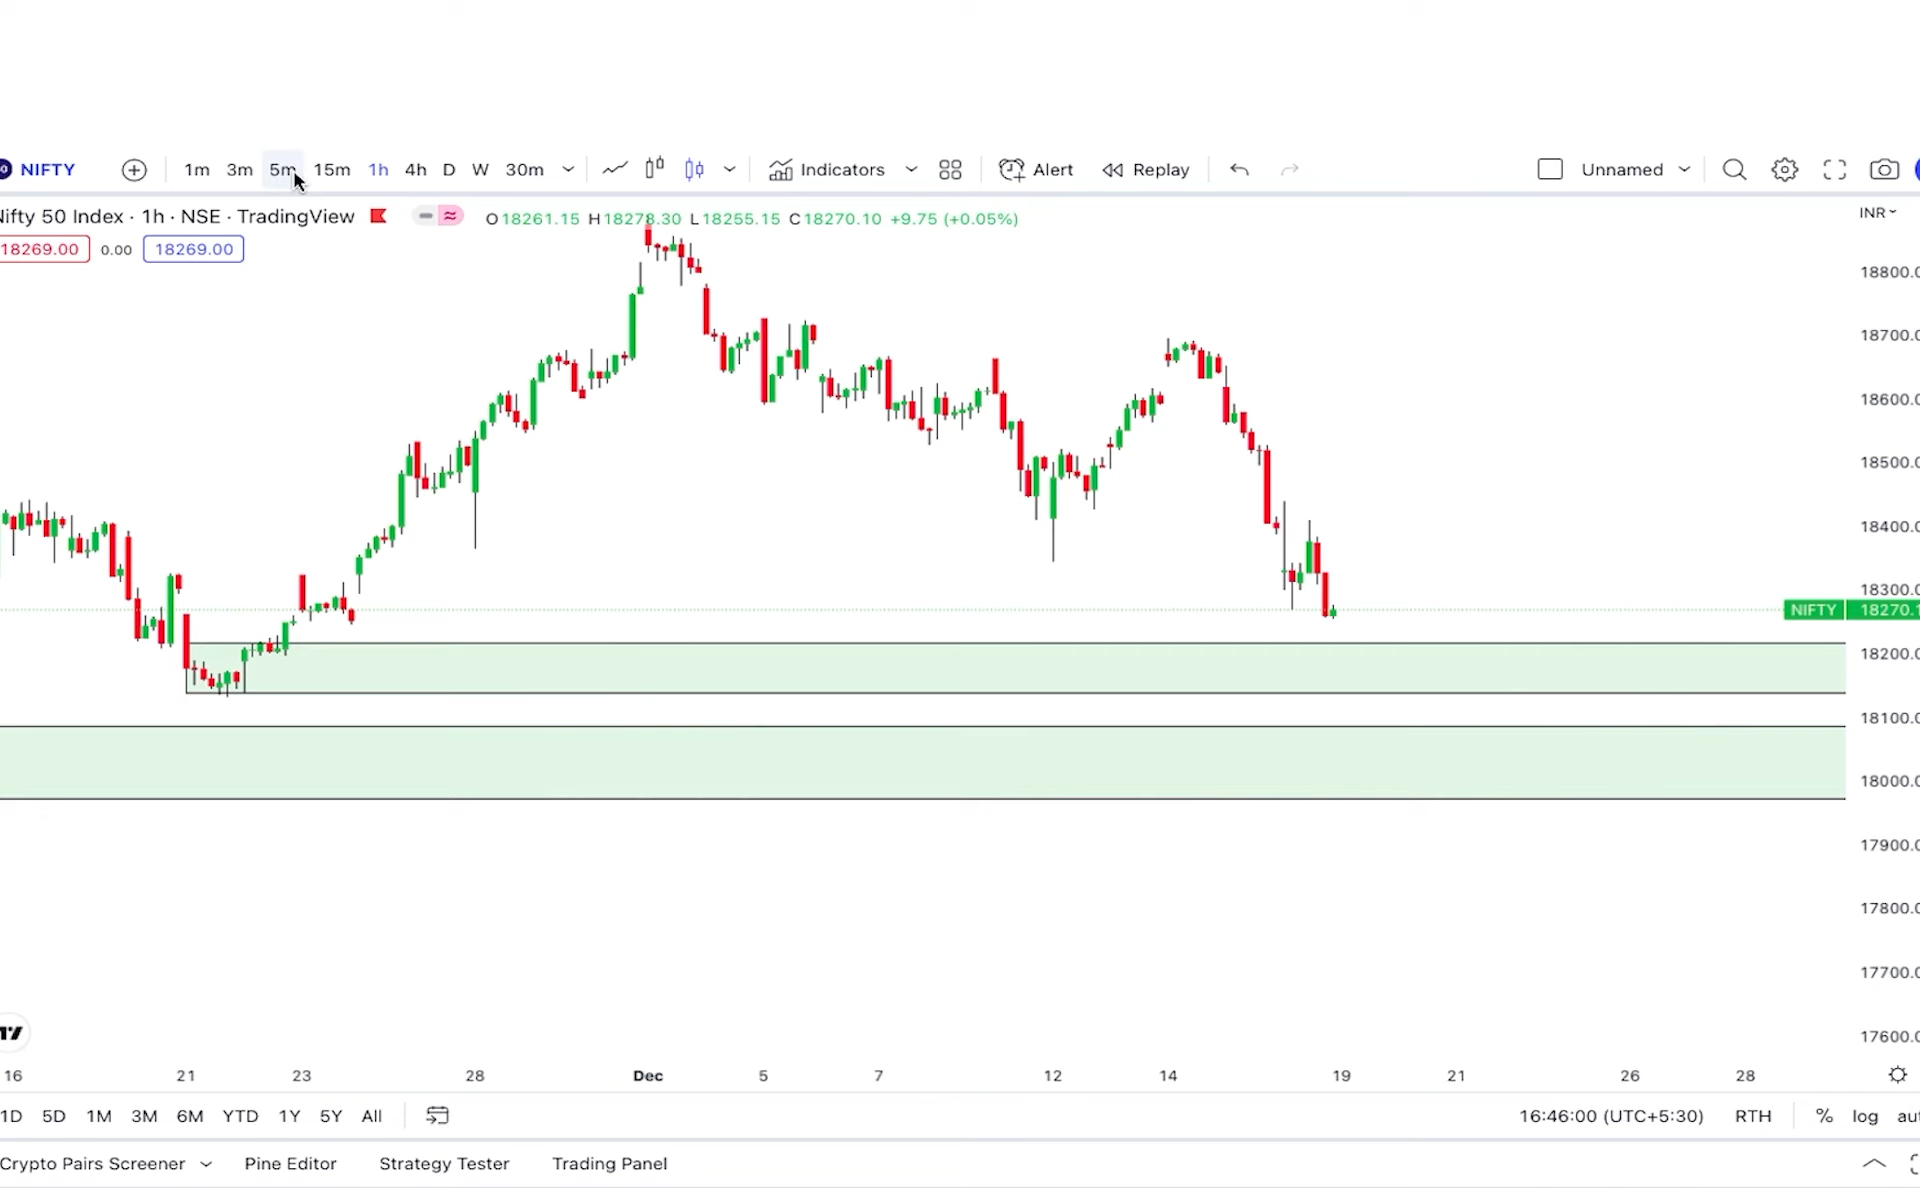 NIFTY 1m 3m 5m 15m 1h 4h D W 30m Indicators Alert Replay Unnamed
Nifty 50 Index · 1h · NSE · TradingView O18261.15 H18278.30 L18255.15 C18270.10 +9.75 (+0.05%) INR
18269.00 0.00 18269.00
18800.0
18700.0
18600.0
18500.0
18400.0
18300.0
NIFTY 18270.1
18200.0
18100.0
18000.0
17900.0
17800.0
17700.0
17600.0
16 21 23 28 Dec 5 7 12 14 19 21 26 28
1D 5D 1M 3M 6M YTD 1Y 5Y All 16:46:00 (UTC+5:30) RTH % log aut
Crypto Pairs Screener Pine Editor Strategy Tester Trading Panel